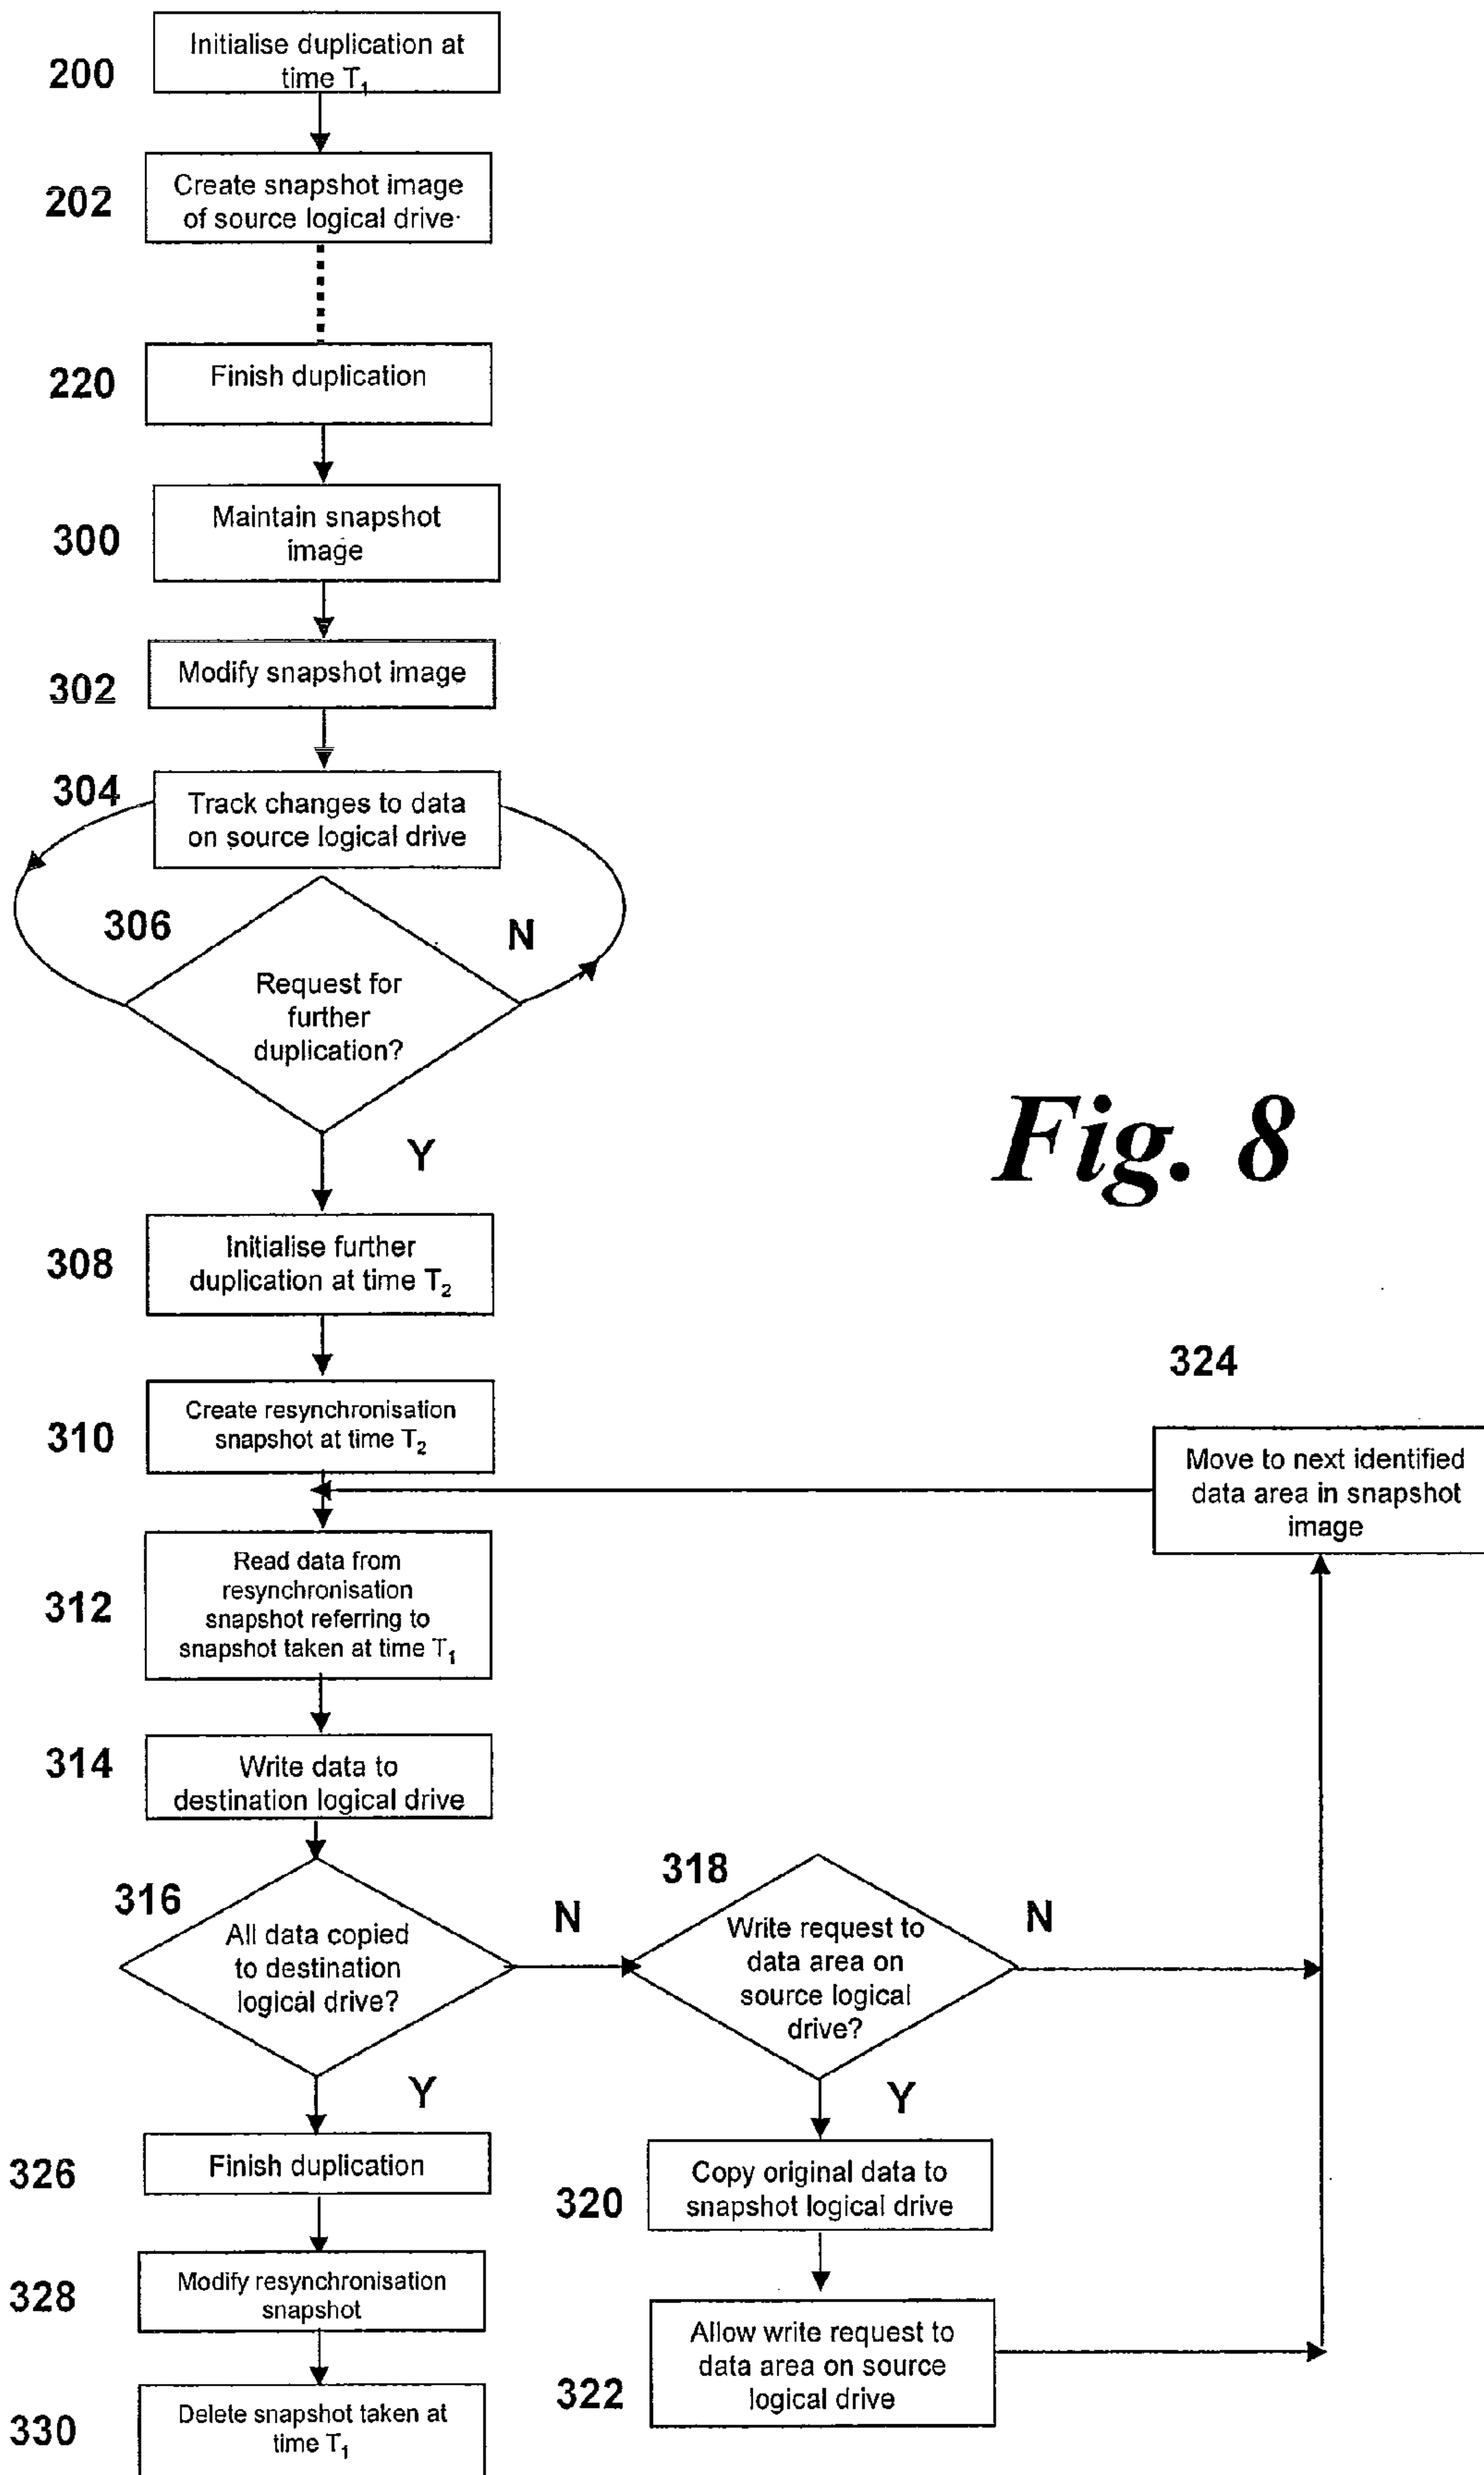 200
Initialise duplication at
time T₁
202
Create snapshot image
of source logical drive
220
Finish duplication
300
Maintain snapshot
image
302
Modify snapshot image
304
Track changes to data
on source logical drive
306
N
Request for
further
duplication?
Y
Fig. 8
308
Initialise further
duplication at time T₂
324
Move to next identified
data area in snapshot
image
310
Create resynchronisation
snapshot at time T₂
312
Read data from
resynchronisation
snapshot referring to
snapshot taken at time T₁
314
Write data to
destination logical drive
316
All data copied
to destination
logical drive?
N
318
Write request to
data area on
source logical
drive?
N
Y
Y
326
Finish duplication
320
Copy original data to
snapshot logical drive
328
Modify resynchronisation
snapshot
322
Allow write request to
data area on source
logical drive
330
Delete snapshot taken at
time T₁